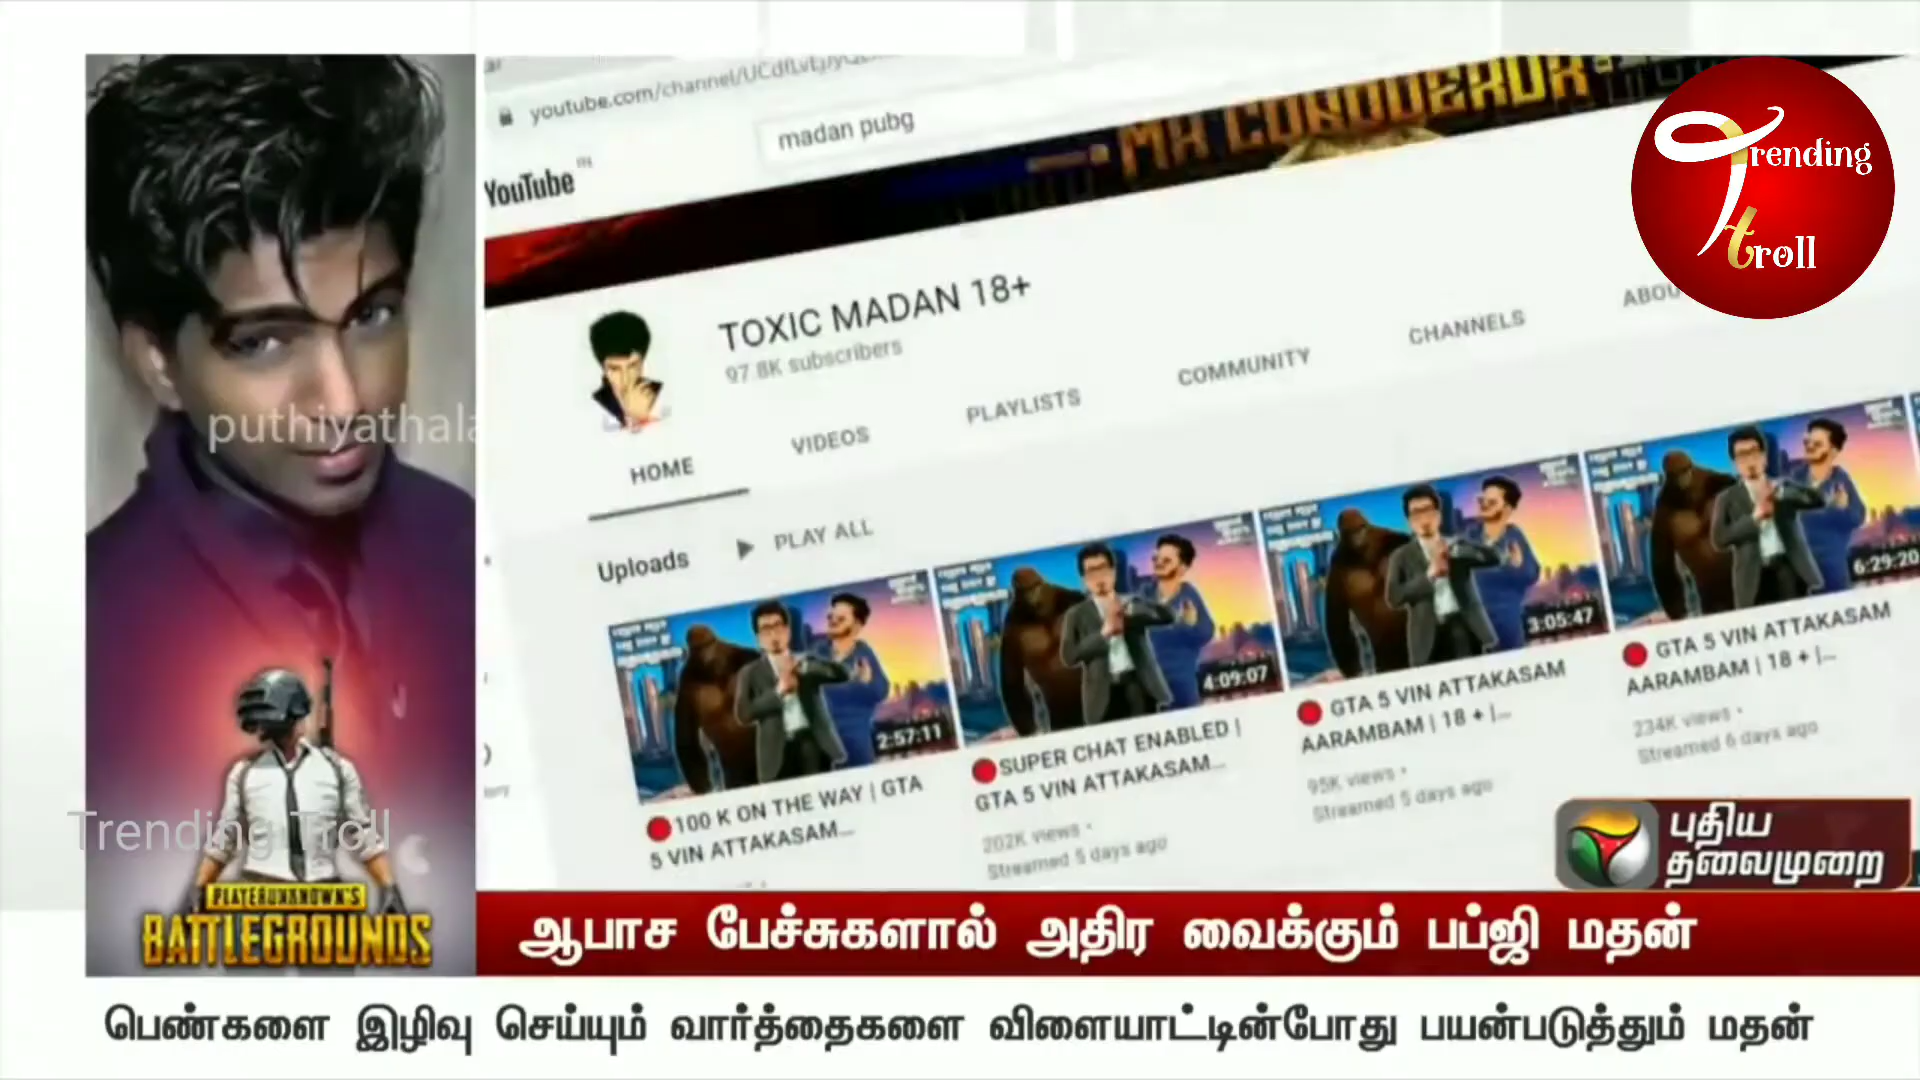 youtube.com/channel/
madan pubg
YouTube
IN
MR CONQUEROR
Trending
Troll
TOXIC MADAN 18+
97.8K subscribers
HOME
VIDEOS
PLAYLISTS
COMMUNITY
CHANNELS
ABOU
Uploads
PLAY ALL
2:57:11
4:09:07
3:05:47
6:29:20
100 K ON THE WAY | GTA
5 VIN ATTAKASAM...
SUPER CHAT ENABLED |
GTA 5 VIN ATTAKASAM...
202K views •
Streamed 5 days ago
GTA 5 VIN ATTAKASAM
AARAMBAM | 18 + |...
95K views •
Streamed 5 days ago
GTA 5 VIN ATTAKASAM
AARAMBAM | 18 + |...
234K views •
Streamed 6 days ago
puthiyathala
Trending Troll
PLAYERUNKNOWN'S
BATTLEGROUNDS
புதிய
தலைமுறை
ஆபாச பேச்சுகளால் அதிர வைக்கும் பப்ஜி மதன்
பெண்களை இழிவு செய்யும் வார்த்தைகளை விளையாட்டின்போது பயன்படுத்தும் மதன்